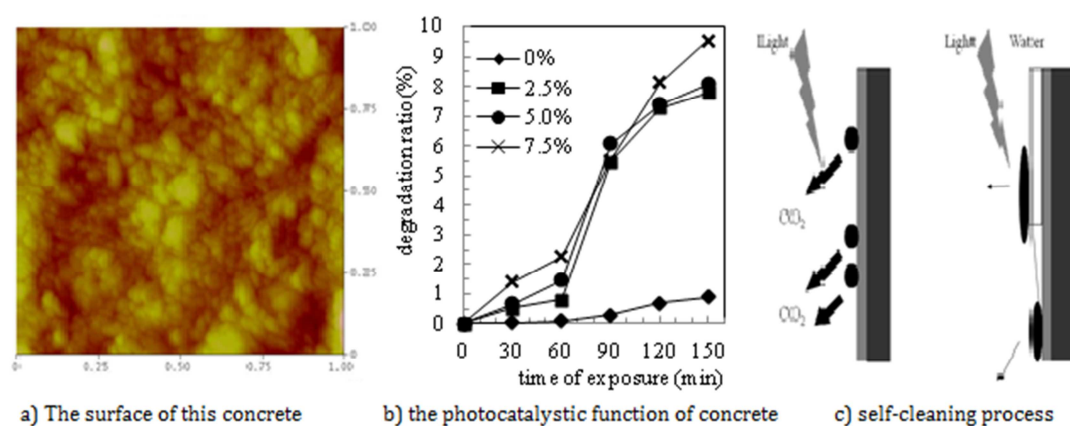 1.00
0.75
0.50
0.25
0
0 0.25 0.50 0.75 1.00
a) The surface of this concrete
degradation ratio(%)
10
9
8
7
6
5
4
3
2
1
0
0%
2.5%
5.0%
7.5%
0 30 60 90 120 150
time of exposure (min)
b) the photocatalystic function of concrete
Light Watter
CO₂
CO₂
c) self-cleaning process